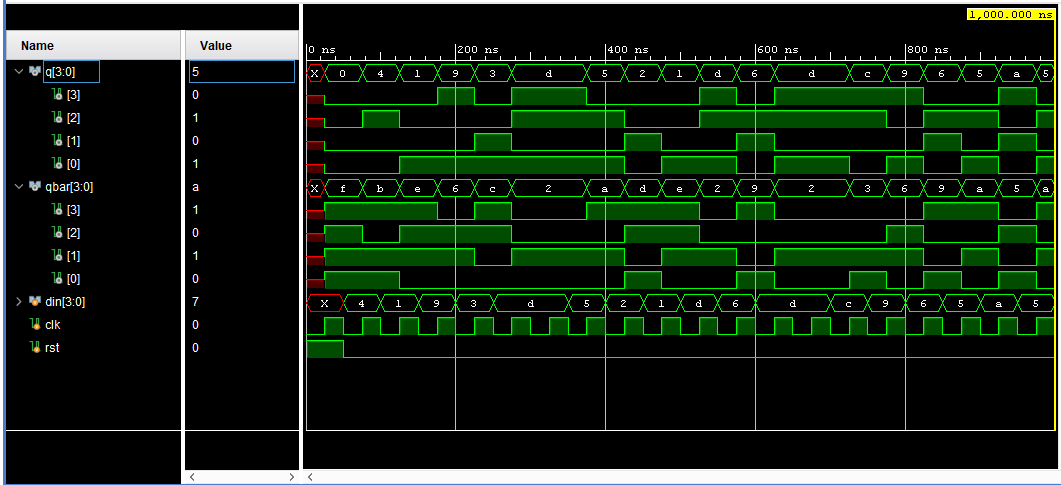 1,000.000 ns
Name Value 0 ns 200 ns 400 ns 600 ns 800 ns
q[3:0] 5 X 0 4 1 9 3 d 5 2 1 d 6 d c 9 6 5 a 5
[3] 0
[2] 1
[1] 0
[0] 1
qbar[3:0] a X f b e 6 c 2 a d e 2 9 2 3 6 9 a 5 a
[3] 1
[2] 0
[1] 1
[0] 0
din[3:0] 7 X 4 1 9 3 d 5 2 1 d 6 d c 9 6 5 a 5
clk 0
rst 0